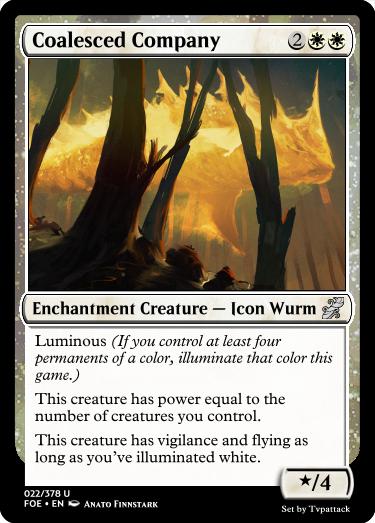 Coalesced Company 2
Enchantment Creature — Icon Wurm
Luminous (If you control at least four
permanents of a color, illuminate that color this
game.)
This creature has power equal to the
number of creatures you control.
This creature has vigilance and flying as
long as you've illuminated white.
★/4
022/378 U
FOE • EN Anato Finnstark
Set by Tvpattack